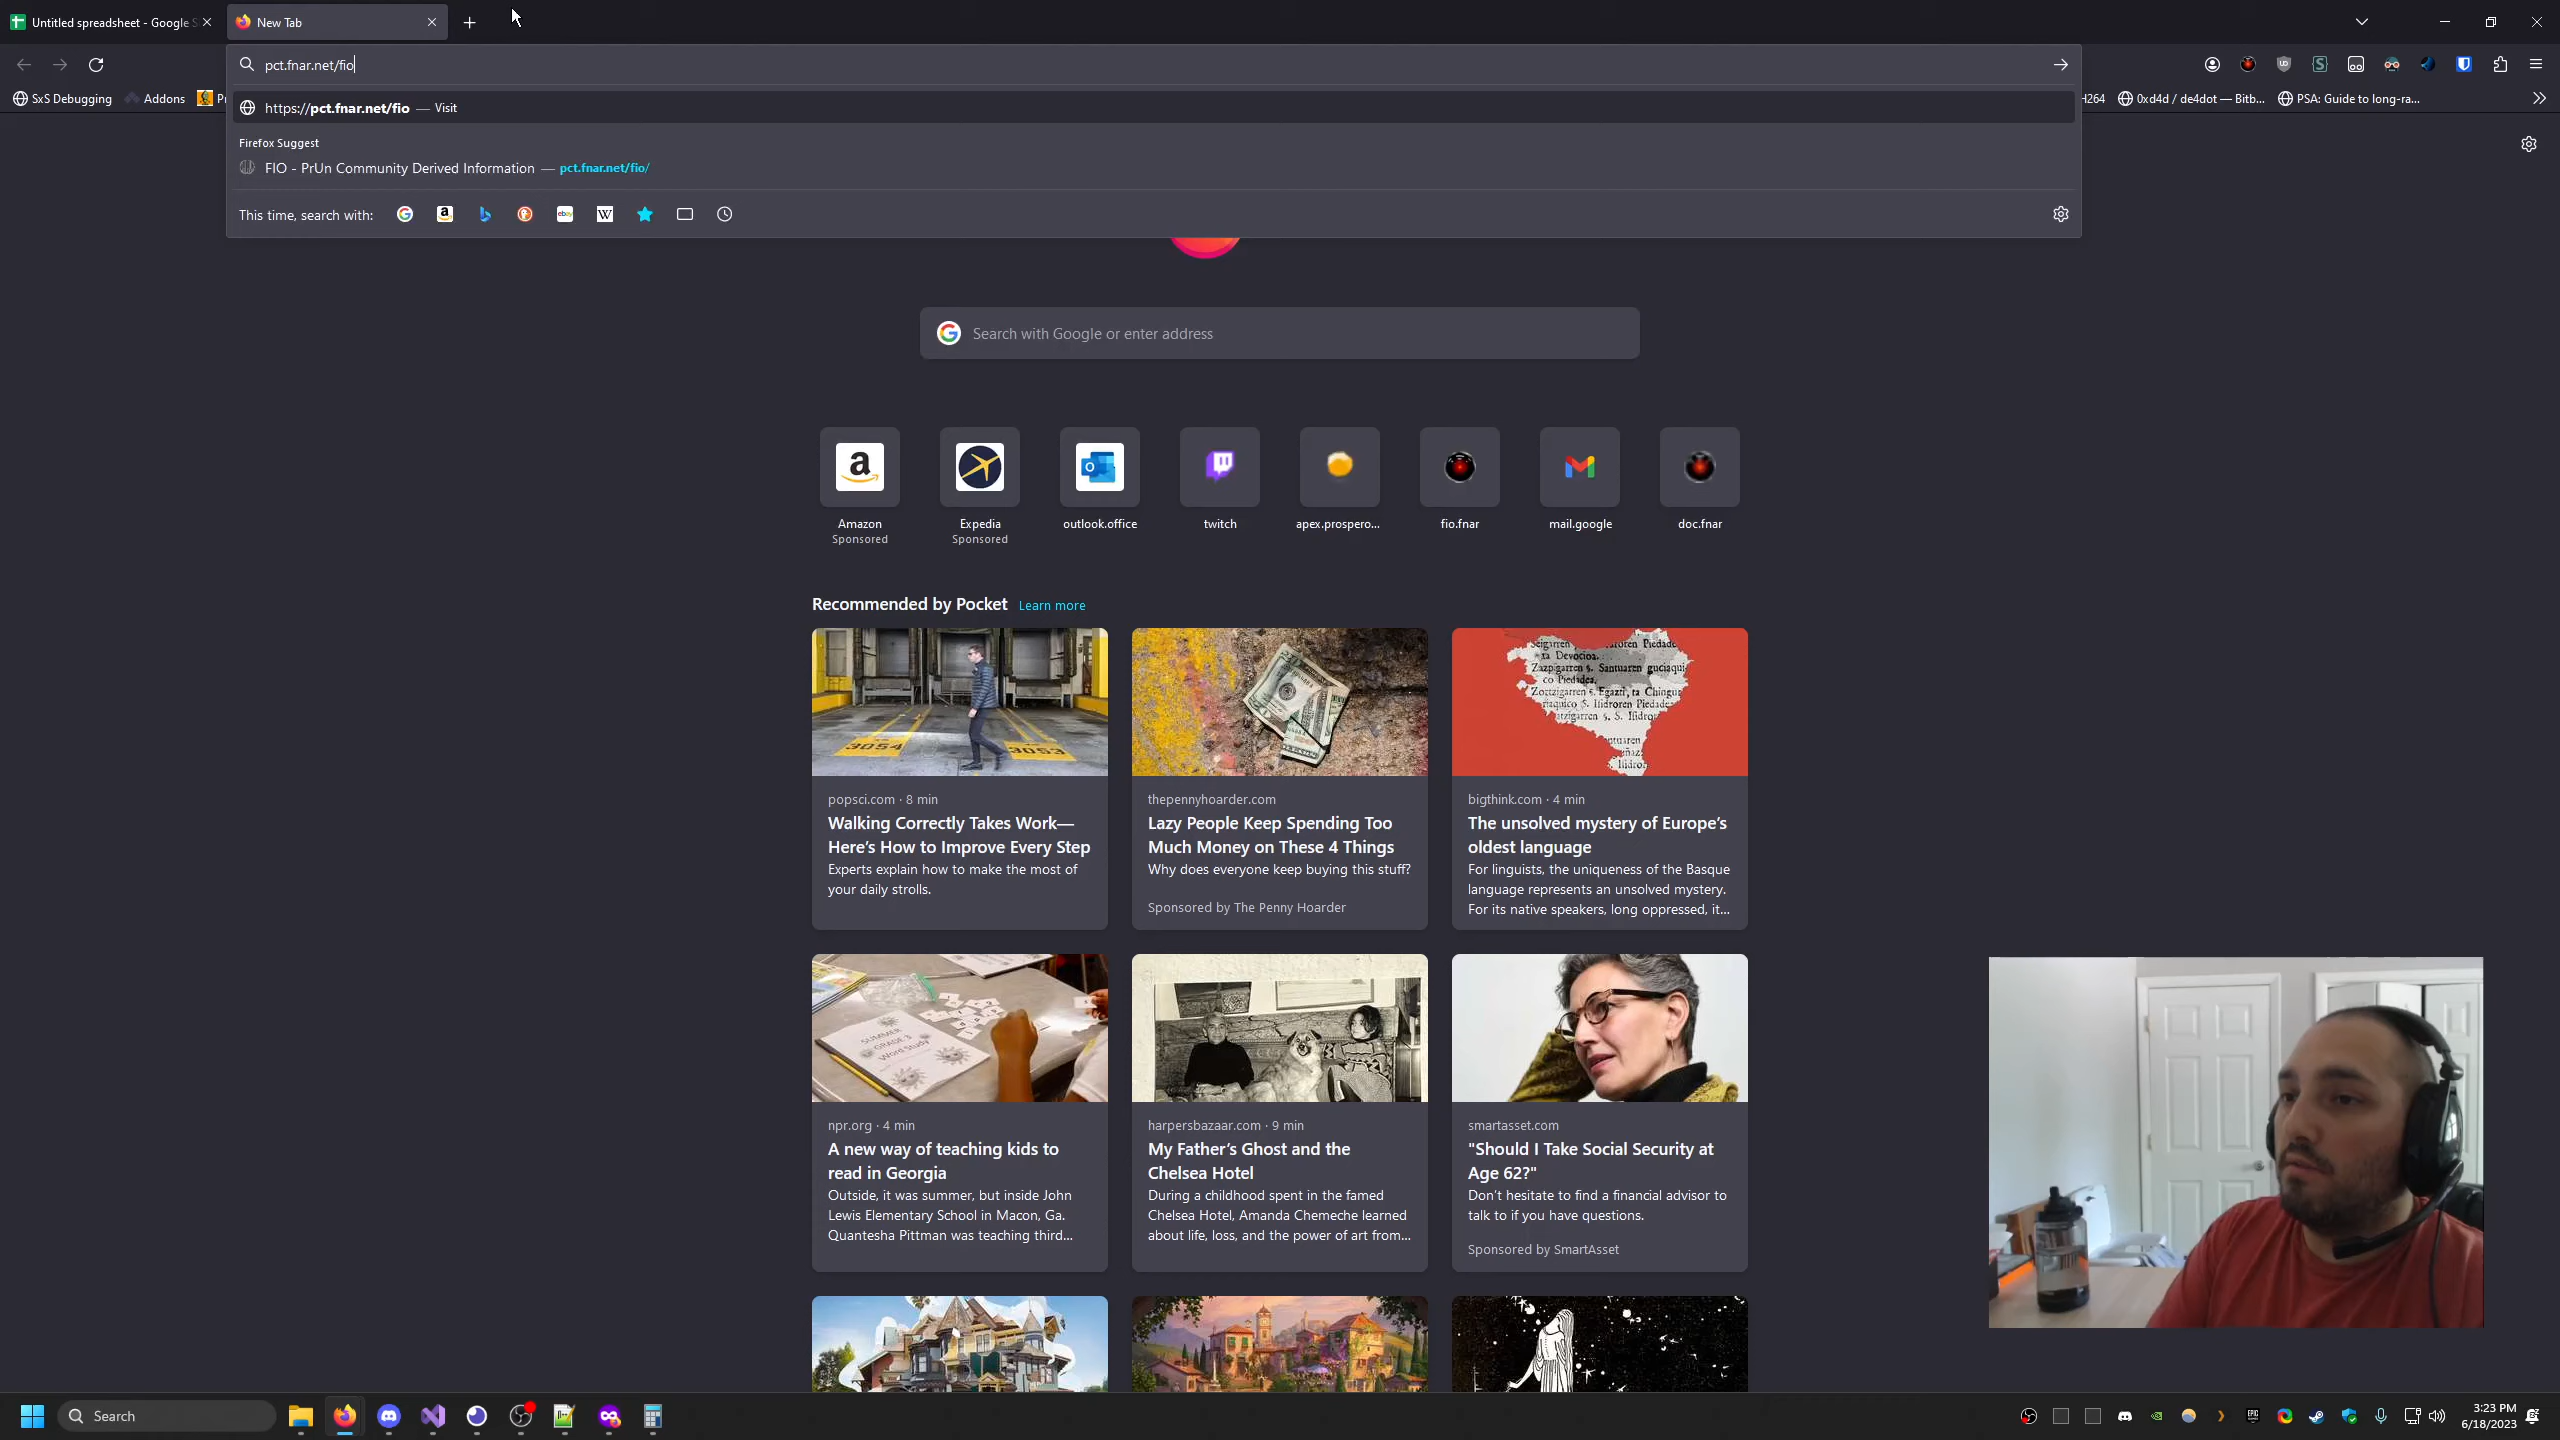 Untitled spreadsheet - Google S
New Tab
pct.fnar.net/fio
https://pct.fnar.net/fio — Visit
Firefox Suggest
FIO - PrUn Community Derived Information — pct.fnar.net/fio/
This time, search with:
SxS Debugging
Addons
H264
0xd4d / de4dot — Bitb...
PSA: Guide to long-ra...
Search with Google or enter address
Amazon
Sponsored
Expedia
Sponsored
outlook.office
twitch
apex.prospero...
fio.fnar
mail.google
doc.fnar
Recommended by Pocket Learn more
3054
3053
popsci.com · 8 min
Walking Correctly Takes Work—
Here's How to Improve Every Step
Experts explain how to make the most of
your daily strolls.
thepennyhoarder.com
Lazy People Keep Spending Too
Much Money on These 4 Things
Why does everyone keep buying this stuff?
Sponsored by The Penny Hoarder
bigthink.com · 4 min
The unsolved mystery of Europe's
oldest language
For linguists, the uniqueness of the Basque
language represents an unsolved mystery.
For its native speakers, long oppressed, it...
npr.org · 4 min
A new way of teaching kids to
read in Georgia
Outside, it was summer, but inside John
Lewis Elementary School in Macon, Ga.
Quantesha Pittman was teaching third...
harpersbazaar.com · 9 min
My Father's Ghost and the
Chelsea Hotel
During a childhood spent in the famed
Chelsea Hotel, Amanda Chemeche learned
about life, loss, and the power of art from...
smartasset.com
"Should I Take Social Security at
Age 62?"
Don't hesitate to find a financial advisor to
talk to if you have questions.
Sponsored by SmartAsset
Search
3:23 PM
6/18/2023